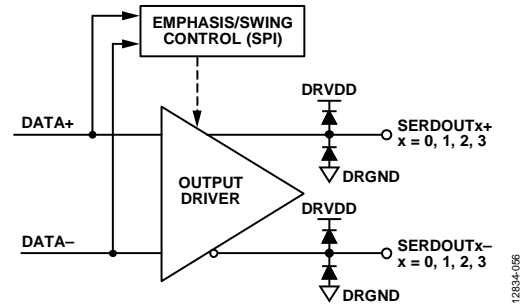 EMPHASIS/SWING
CONTROL (SPI)
DRVDD
DATA+
SERDOUTx+
x = 0, 1, 2, 3
DRGND
OUTPUT
DRIVER
DRVDD
DATA–
SERDOUTx–
x = 0, 1, 2, 3
DRGND
12834-056